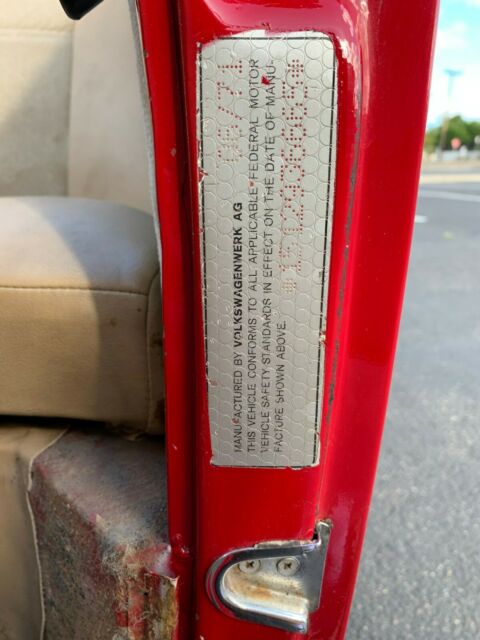 MANUFACTURED BY VOLKSWAGENWERK AG 06/71
THIS VEHICLE CONFORMS TO ALL APPLICABLE FEDERAL MOTOR
VEHICLE SAFETY STANDARDS IN EFFECT ON THE DATE OF MANU-
FACTURE SHOWN ABOVE.